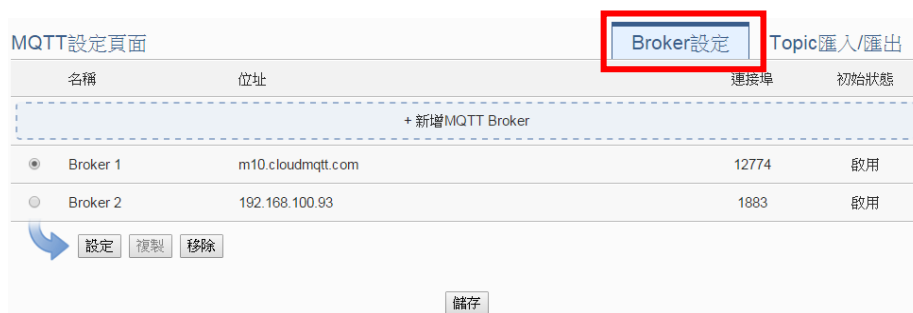 MQTT設定頁面 Broker設定 Topic匯入/匯出
名稱 位址 連接埠 初始狀態
+ 新增MQTT Broker
Broker 1 m10.cloudmqtt.com 12774 啟用
Broker 2 192.168.100.93 1883 啟用
設定 複製 移除
儲存